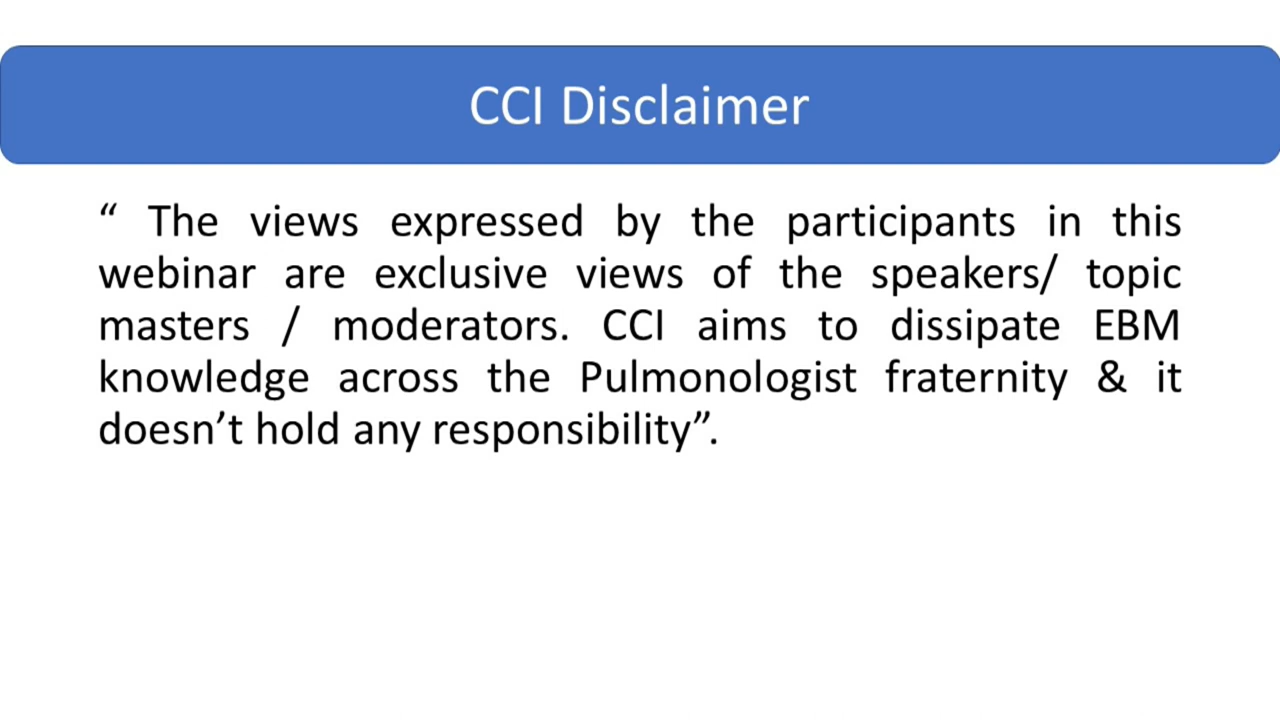 CCI Disclaimer
“ The views expressed by the participants in this
webinar are exclusive views of the speakers/ topic
masters / moderators. CCI aims to dissipate EBM
knowledge across the Pulmonologist fraternity & it
doesn’t hold any responsibility”.